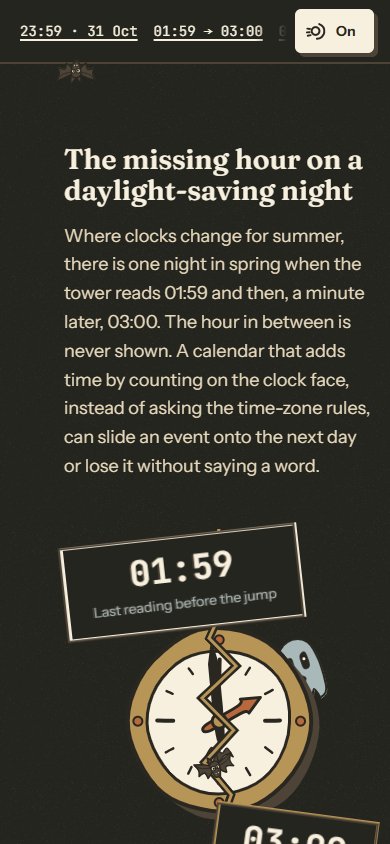 23:59 · 31 Oct 01:59 → 03:00
On
The missing hour on a
daylight-saving night
Where clocks change for summer,
there is one night in spring when the
tower reads 01:59 and then, a minute
later, 03:00. The hour in between is
never shown. A calendar that adds
time by counting on the clock face,
instead of asking the time-zone rules,
can slide an event onto the next day
or lose it without saying a word.
01:59
Last reading before the jump
03:00